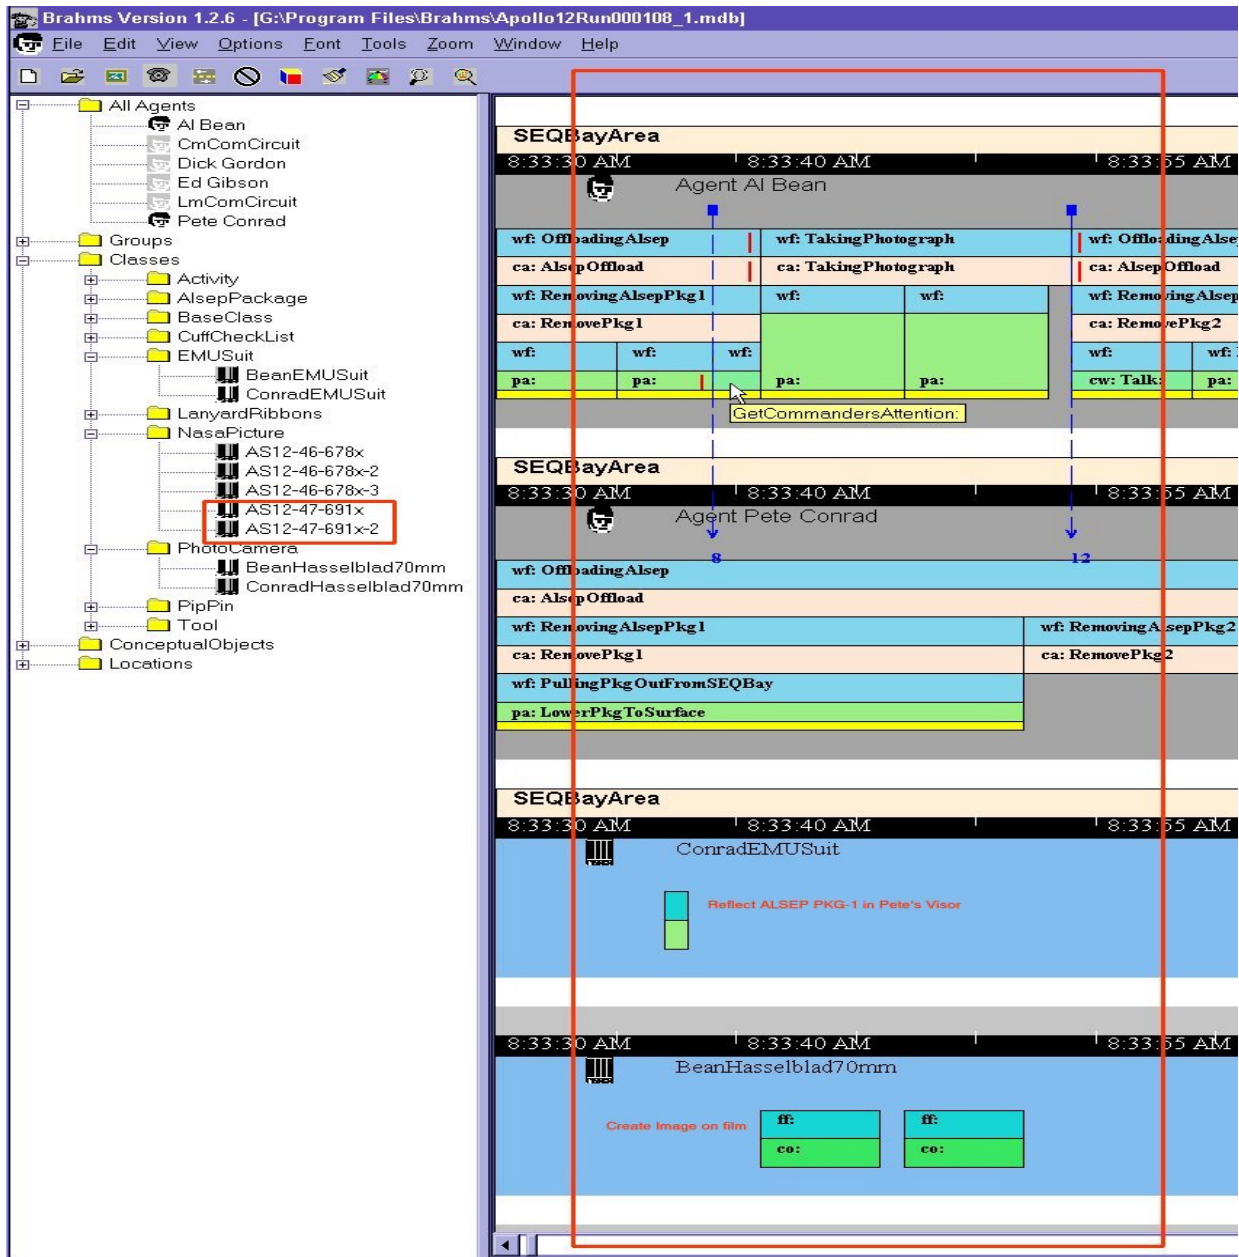 Brahms Version 1.2.6 - [G:\Program Files\Brahms\Apollo12Run000108_1.mdb]
File Edit View Options Font Tools Zoom Window Help
All Agents
Al Bean
CmComCircuit
Dick Gordon
Ed Gibson
LmComCircuit
Pete Conrad
Groups
Classes
Activity
AlsepPackage
BaseClass
CuffCheckList
EMUSuit
BeanEMUSuit
ConradEMUSuit
LanyardRibbons
NasaPicture
AS12-46-678x
AS12-46-678x-2
AS12-46-678x-3
AS12-47-691x
AS12-47-691x-2
PhotoCamera
BeanHasselblad70mm
ConradHasselblad70mm
PipPin
Tool
ConceptualObjects
Locations
SEQBayArea
8:33:30 AM 8:33:40 AM 8:33:55 AM
Agent Al Bean
wf: OffloadingAlsep wf: TakingPhotograph wf: OffloadingAlse
ca: AlsepOffload ca: TakingPhotograph ca: AlsepOffload
wf: RemovingAlsepPkg1 wf: wf: wf: RemovingAlsep
ca: RemovePkg1 ca: RemovePkg2
wf: wf: wf: wf: wf:
pa: pa: pa: pa: cw: Talk: pa:
GetCommandersAttention:
SEQBayArea
8:33:30 AM 8:33:40 AM 8:33:55 AM
Agent Pete Conrad
8 12
wf: OffloadingAlsep
ca: AlsepOffload
wf: RemovingAlsepPkg1 wf: RemovingAlsepPkg2
ca: RemovePkg1 ca: RemovePkg2
wf: PullingPkgOutFromSEQBay
pa: LowerPkgToSurface
SEQBayArea
8:33:30 AM 8:33:40 AM 8:33:55 AM
ConradEMUSuit
Reflect ALSEP PKG-1 in Pete's Visor
8:33:30 AM 8:33:40 AM 8:33:55 AM
BeanHasselblad70mm
Create Image on film
ff: ff:
co: co: